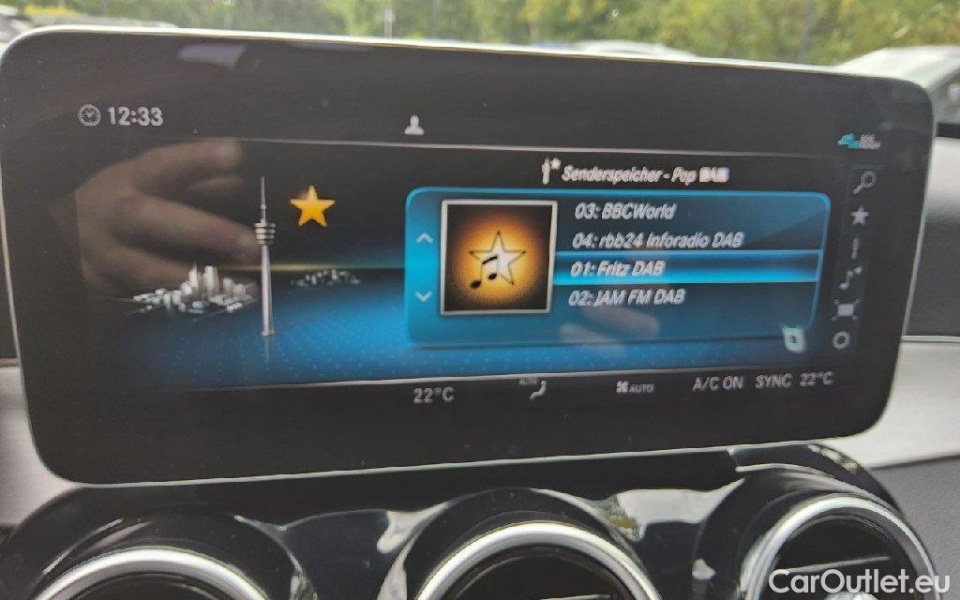 12:33
Senderspeicher - Pop DAB
03: BBCWorld
04: rbb24 Inforadio DAB
01: Fritz DAB
02: JAM FM DAB
22°C
AUTO
AUTO
A/C ON
SYNC
22°C
CarOutlet.eu